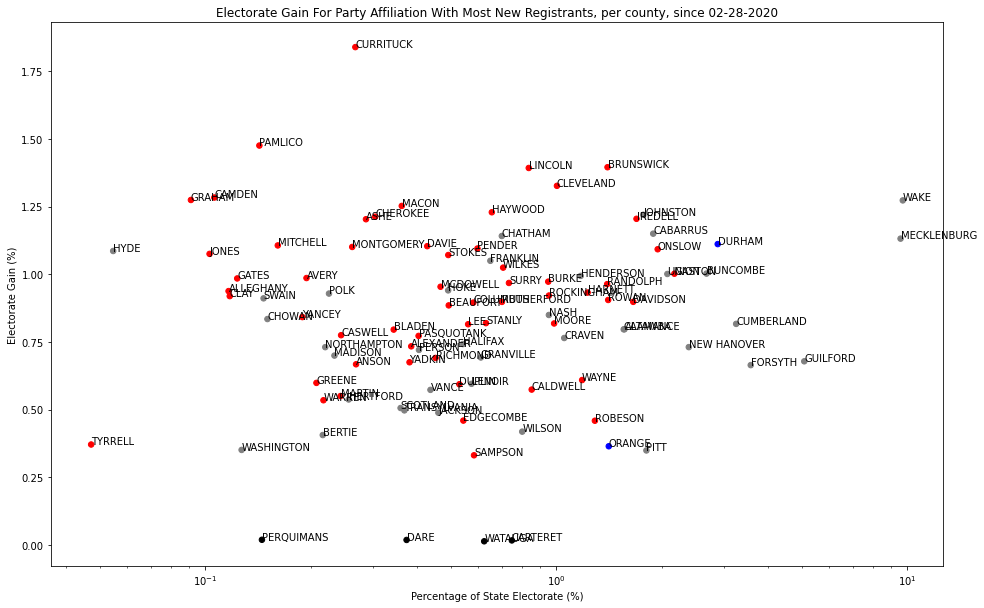 Electorate Gain For Party Affiliation With Most New Registrants, per county, since 02-28-2020
CURRITUCK
1.75
PAMLICO
1.50
LINCOLN
BRUNSWICK
CLEVELAND
CAMDEN
GRAHAM
WAKE
MACON
1.25
HAYWOOD
CHEROKEE
ASHE
JOHNSTON
IREDELL
CABARRUS
CHATHAM
MECKLENBURG
DURHAM
MITCHELL
MONTGOMERY
DAVIE
PENDER
ONSLOW
HYDE
JONES
STOKES
FRANKLIN
WILKES
1.00
GASTON
BUNCOMBE
HENDERSON
GATES
AVERY
SURRY
BURKE
RANDOLPH
MCDOWELL
HOKE
ALLEGHANY
CLAY
SWAIN
POLK
HARNETT
ROCKINGHAM
ROWAN
DAVIDSON
COLUMBUS
RUTHERFORD
BEAUFORT
NASH
YANCEY
CHOWAN
LEE
STANLY
MOORE
CUMBERLAND
BLADEN
ALAMANCE
CASWELL
PASQUOTANK
CRAVEN
0.75
NORTHAMPTON
ALEXANDER
HALIFAX
PERSON
NEW HANOVER
MADISON
RICHMOND
GRANVILLE
YADKIN
ANSON
GUILFORD
FORSYTH
GREENE
WAYNE
DUPLIN
LENOIR
VANCE
CALDWELL
MARTIN
WARREN
HERTFORD
0.50
SCOTLAND
TRANSYLVANIA
JACKSON
EDGECOMBE
ROBESON
WILSON
BERTIE
TYRRELL
WASHINGTON
ORANGE
PITT
SAMPSON
0.25
PERQUIMANS
DARE
WATAUGA
CARTERET
0.00
Electorate Gain (%)
10⁻¹
10⁰
10¹
Percentage of State Electorate (%)